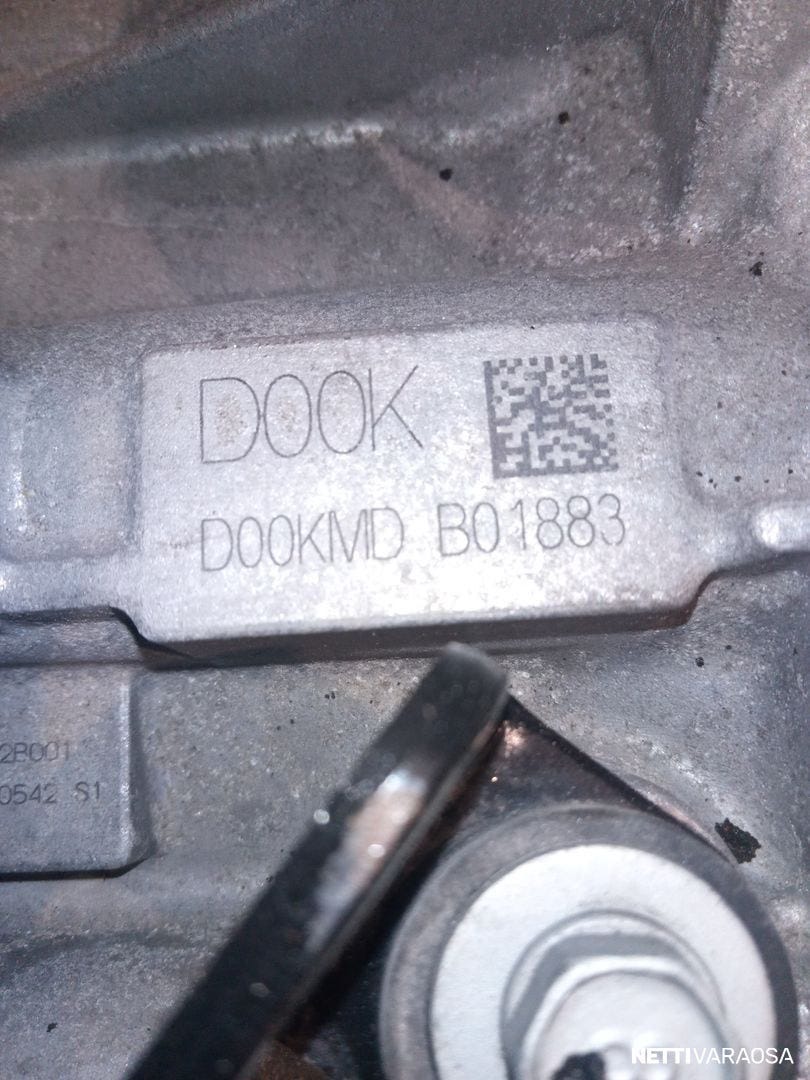 D00K
D00KMD B01883
2B001
0542 S1
NETTIVARAOSA